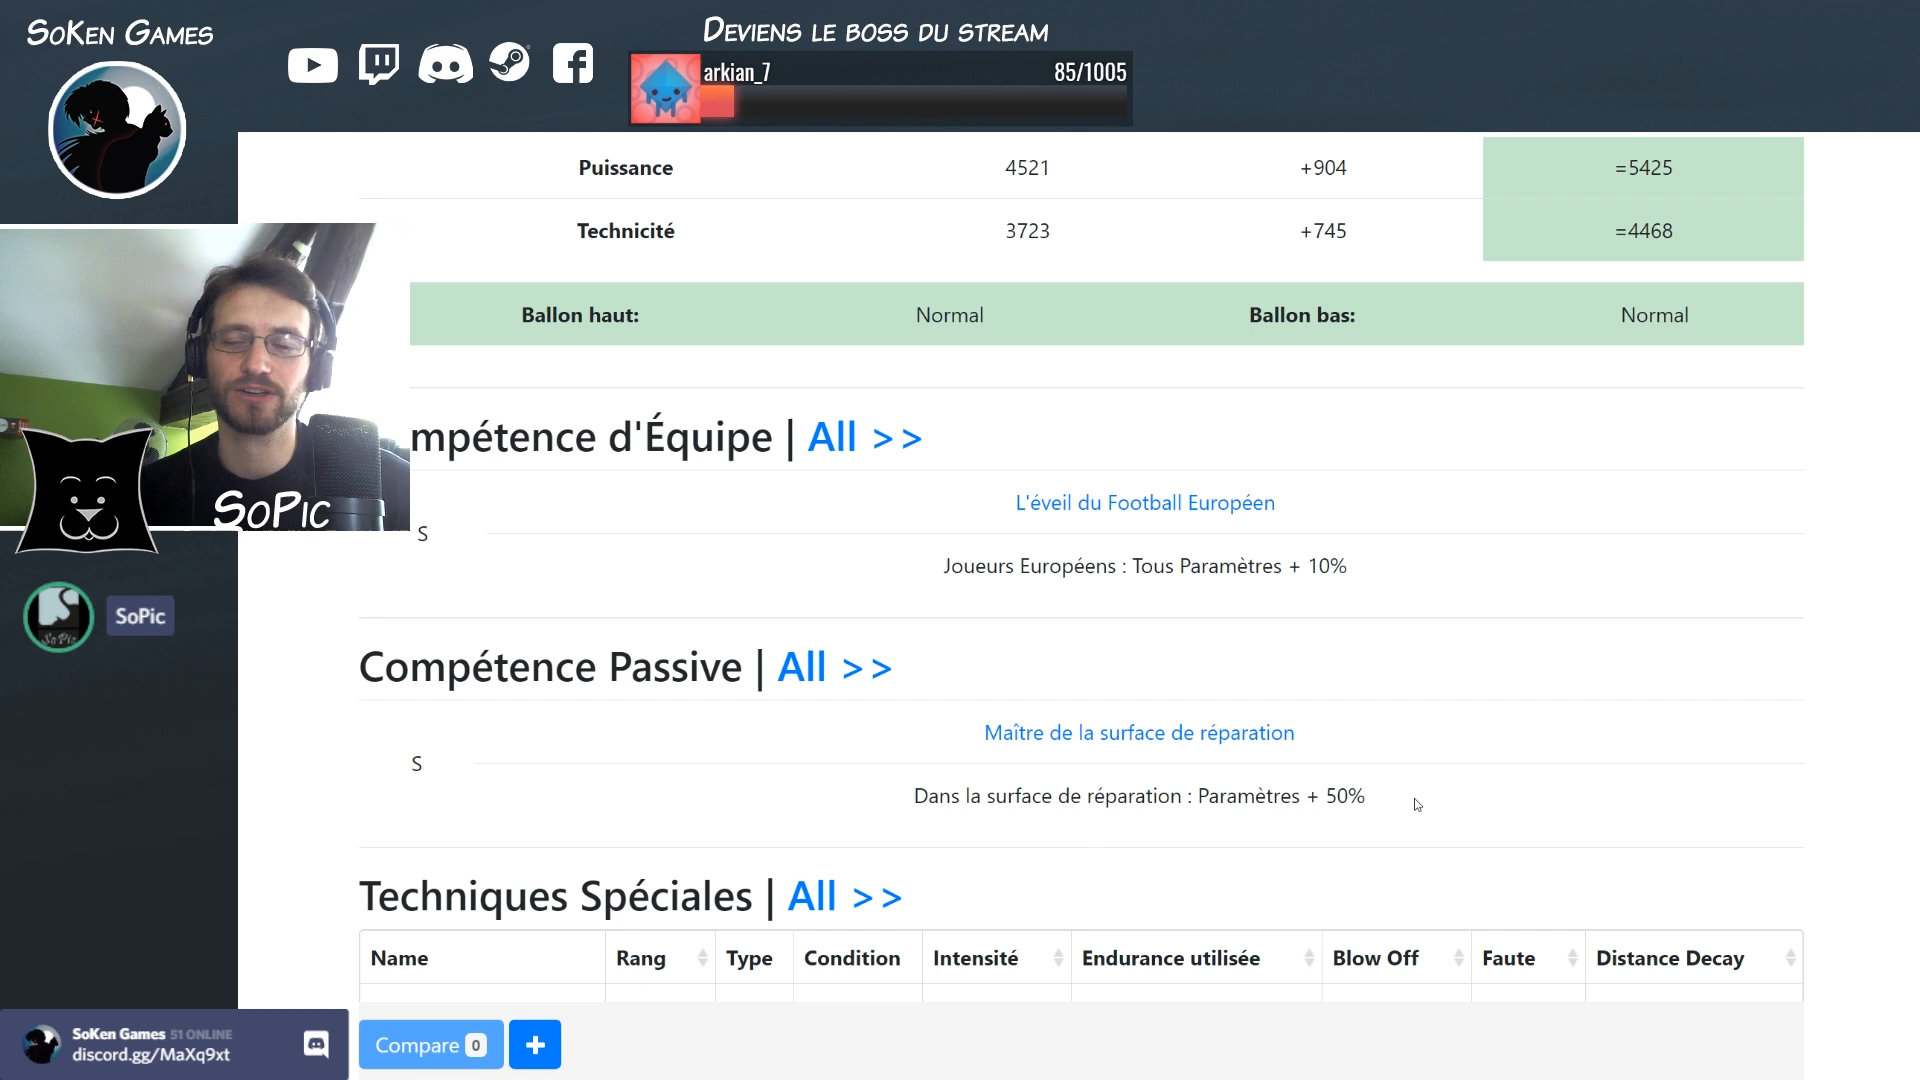 SoKen Games
Deviens le boss du stream
arkian_7 85/1005
Puissance 4521 +904 =5425
Technicité 3723 +745 =4468
Ballon haut: Normal Ballon bas: Normal
mpétence d'Équipe | All >>
L'éveil du Football Européen
S
Joueurs Européens : Tous Paramètres + 10%
SoPic
SoPic
Compétence Passive | All >>
Maître de la surface de réparation
S
Dans la surface de réparation : Paramètres + 50%
Techniques Spéciales | All >>
Name Rang Type Condition Intensité Endurance utilisée Blow Off Faute Distance Decay
SoKen Games 51 ONLINE
discord.gg/MaXq9xt
Compare 0 +